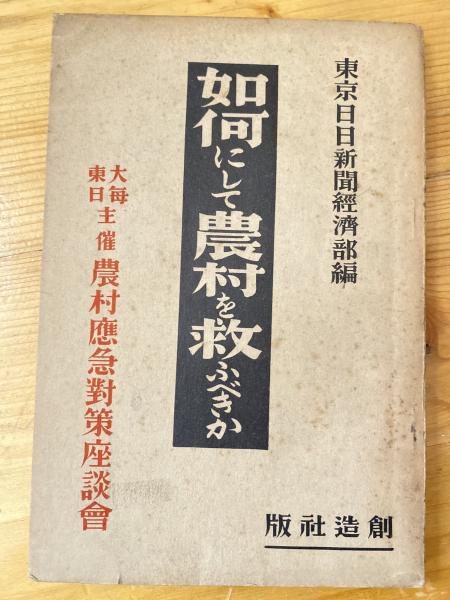 東京日日新聞經濟部編
如何にして農村を救ふべきか
大每
東日
主催
農村應急對策座談會
創造社版